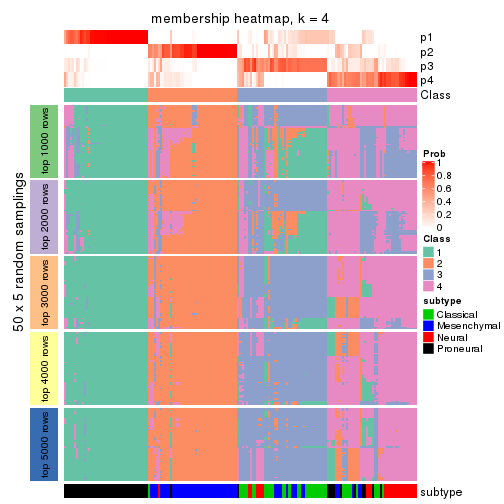 membership heatmap, k = 4
p1
p2
p3
p4
Class
50 x 5 random samplings
top 1000 rows
top 2000 rows
top 3000 rows
top 4000 rows
top 5000 rows
Prob
1
0.8
0.6
0.4
0.2
0
Class
1
2
3
4
subtype
Classical
Mesenchymal
Neural
Proneural
subtype